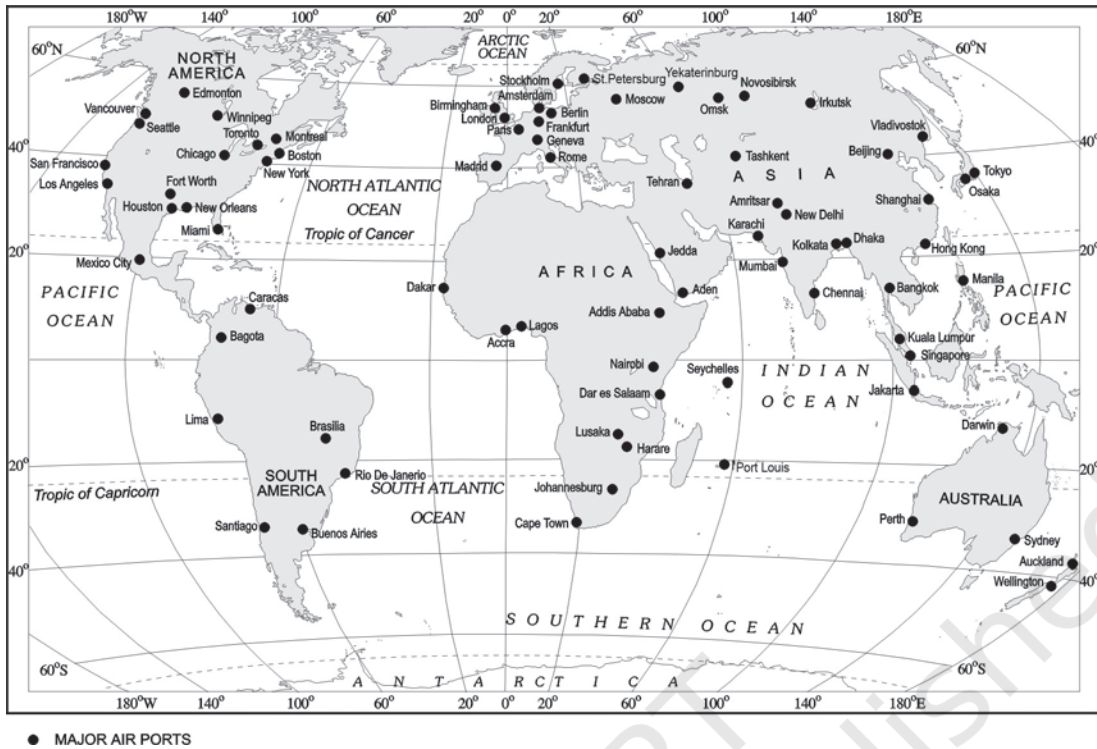 180°W 140° 100° 60° 20° 0° 20° 60° 100° 140° 180°E
60°N
ARCTIC
OCEAN
60°N
NORTH
AMERICA
Edmonton
Stockholm
St.Petersburg
Yekaterinburg
Novosibirsk
Vancouver
Seattle
Winnipeg
Birmingham
Amsterdam
London
Berlin
Moscow
Omsk
Irkutsk
Toronto
Montreal
Paris
Frankfurt
Vladivostok
40°
Chicago
Boston
Geneva
Beijing
40°
San Francisco
New York
Madrid
Rome
Tashkent
Tokyo
Los Angeles
Fort Worth
NORTH ATLANTIC
OCEAN
Tehran
ASIA
Osaka
Houston
New Orleans
Amritsar
New Delhi
Shanghai
Miami
Tropic of Cancer
Karachi
Kolkata
Dhaka
Hong Kong
20°
Mexico City
Jedda
Mumbai
20°
PACIFIC
OCEAN
Dakar
AFRICA
Aden
Chennai
Bangkok
Manila
PACIFIC
OCEAN
Caracas
Addis Ababa
Bagota
Accra
Lagos
Kuala Lumpur
Singapore
Nairobi
Seychelles
INDIAN
OCEAN
Dar es Salaam
Jakarta
Lima
Brasilia
Lusaka
Harare
Darwin
20°
Rio De Janerio
Port Louis
20°
Tropic of Capricorn
SOUTH
AMERICA
SOUTH ATLANTIC
OCEAN
Johannesburg
AUSTRALIA
Santiago
Buenos Airies
Cape Town
Perth
Sydney
Auckland
40°
Wellington
40°
SOUTHERN OCEAN
60°S
60°S
ANTARCTICA
180°W 140° 100° 60° 20° 0° 20° 60° 100° 140° 180°E
MAJOR AIR PORTS